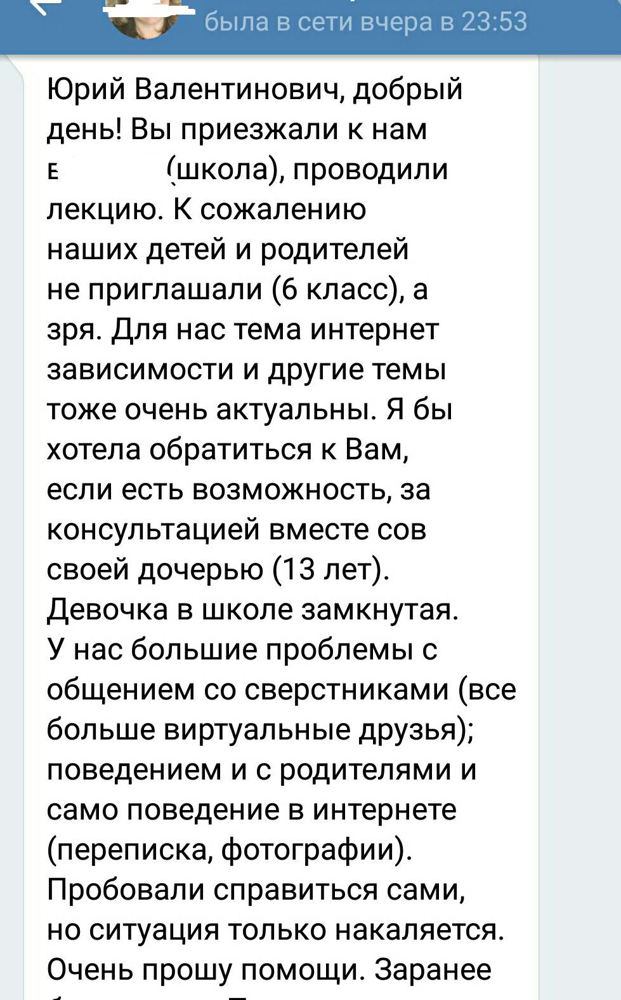 была в сети вчера в 23:53
Юрий Валентинович, добрый
день! Вы приезжали к нам
(школа), проводили
лекцию. К сожалению
наших детей и родителей
не приглашали (6 класс), а
зря. Для нас тема интернет
зависимости и другие темы
тоже очень актуальны. Я бы
хотела обратиться к Вам,
если есть возможность, за
консультацией вместе сов
своей дочерью (13 лет).
Девочка в школе замкнутая.
У нас большие проблемы с
общением со сверстниками (все
больше виртуальные друзья);
поведением и с родителями и
само поведение в интернете
(переписка, фотографии).
Пробовали справиться сами,
но ситуация только накаляется.
Очень прошу помощи. Заранее